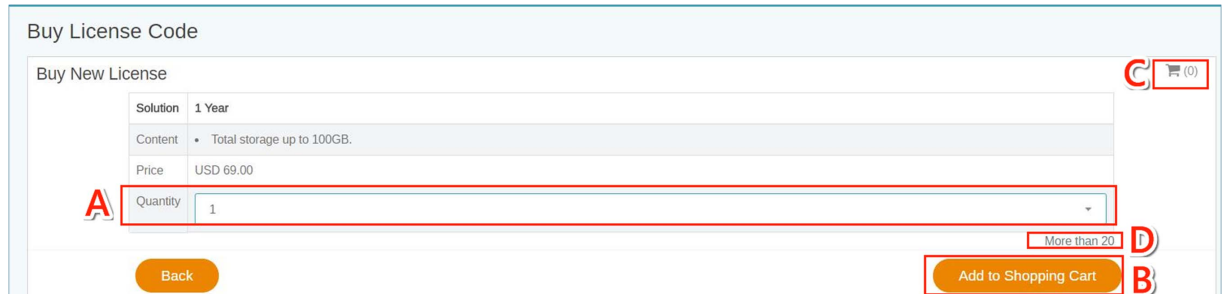 Buy License Code
Buy New License
C (0)
Solution 1 Year
Content • Total storage up to 100GB.
Price USD 69.00
A Quantity 1
More than 20 D
Back Add to Shopping Cart B